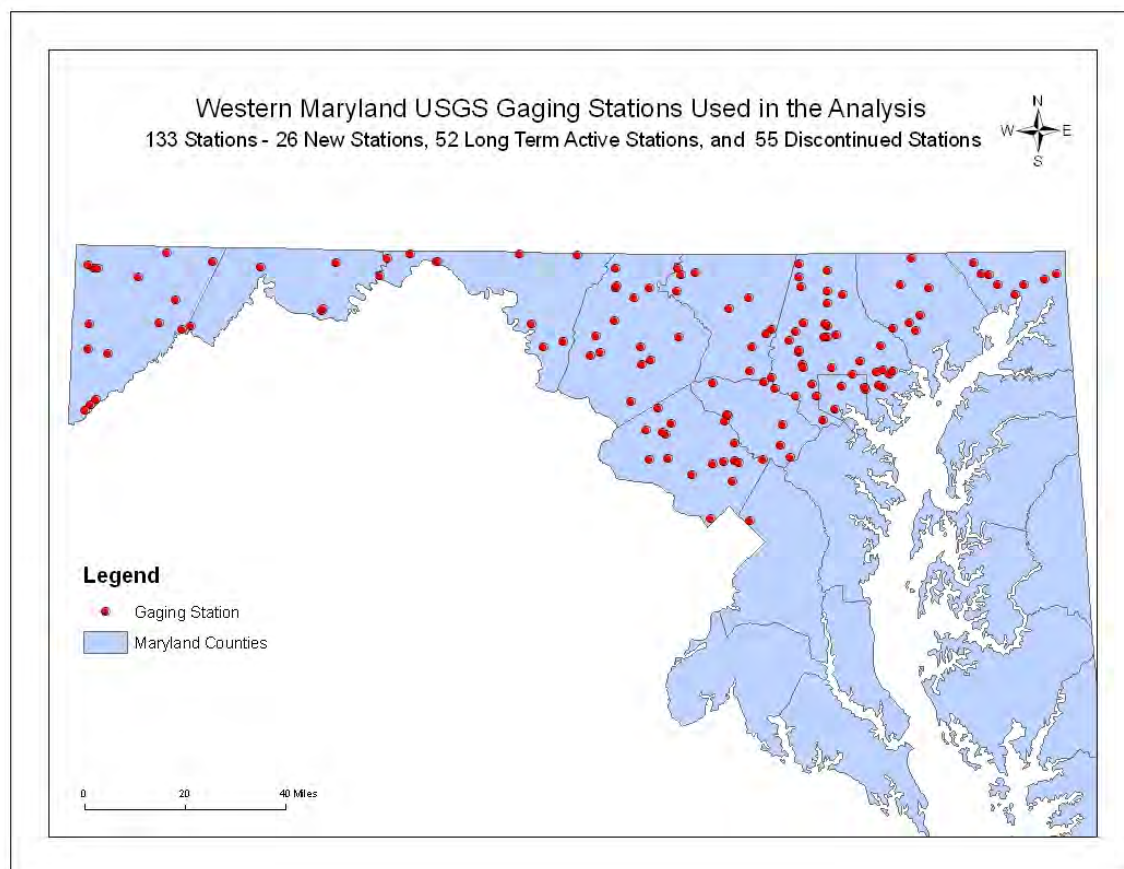 Western Maryland USGS Gaging Stations Used in the Analysis
133 Stations - 26 New Stations, 52 Long Term Active Stations, and 55 Discontinued Stations
N
W E
S
Legend
Gaging Station
Maryland Counties
0 20 40 Miles